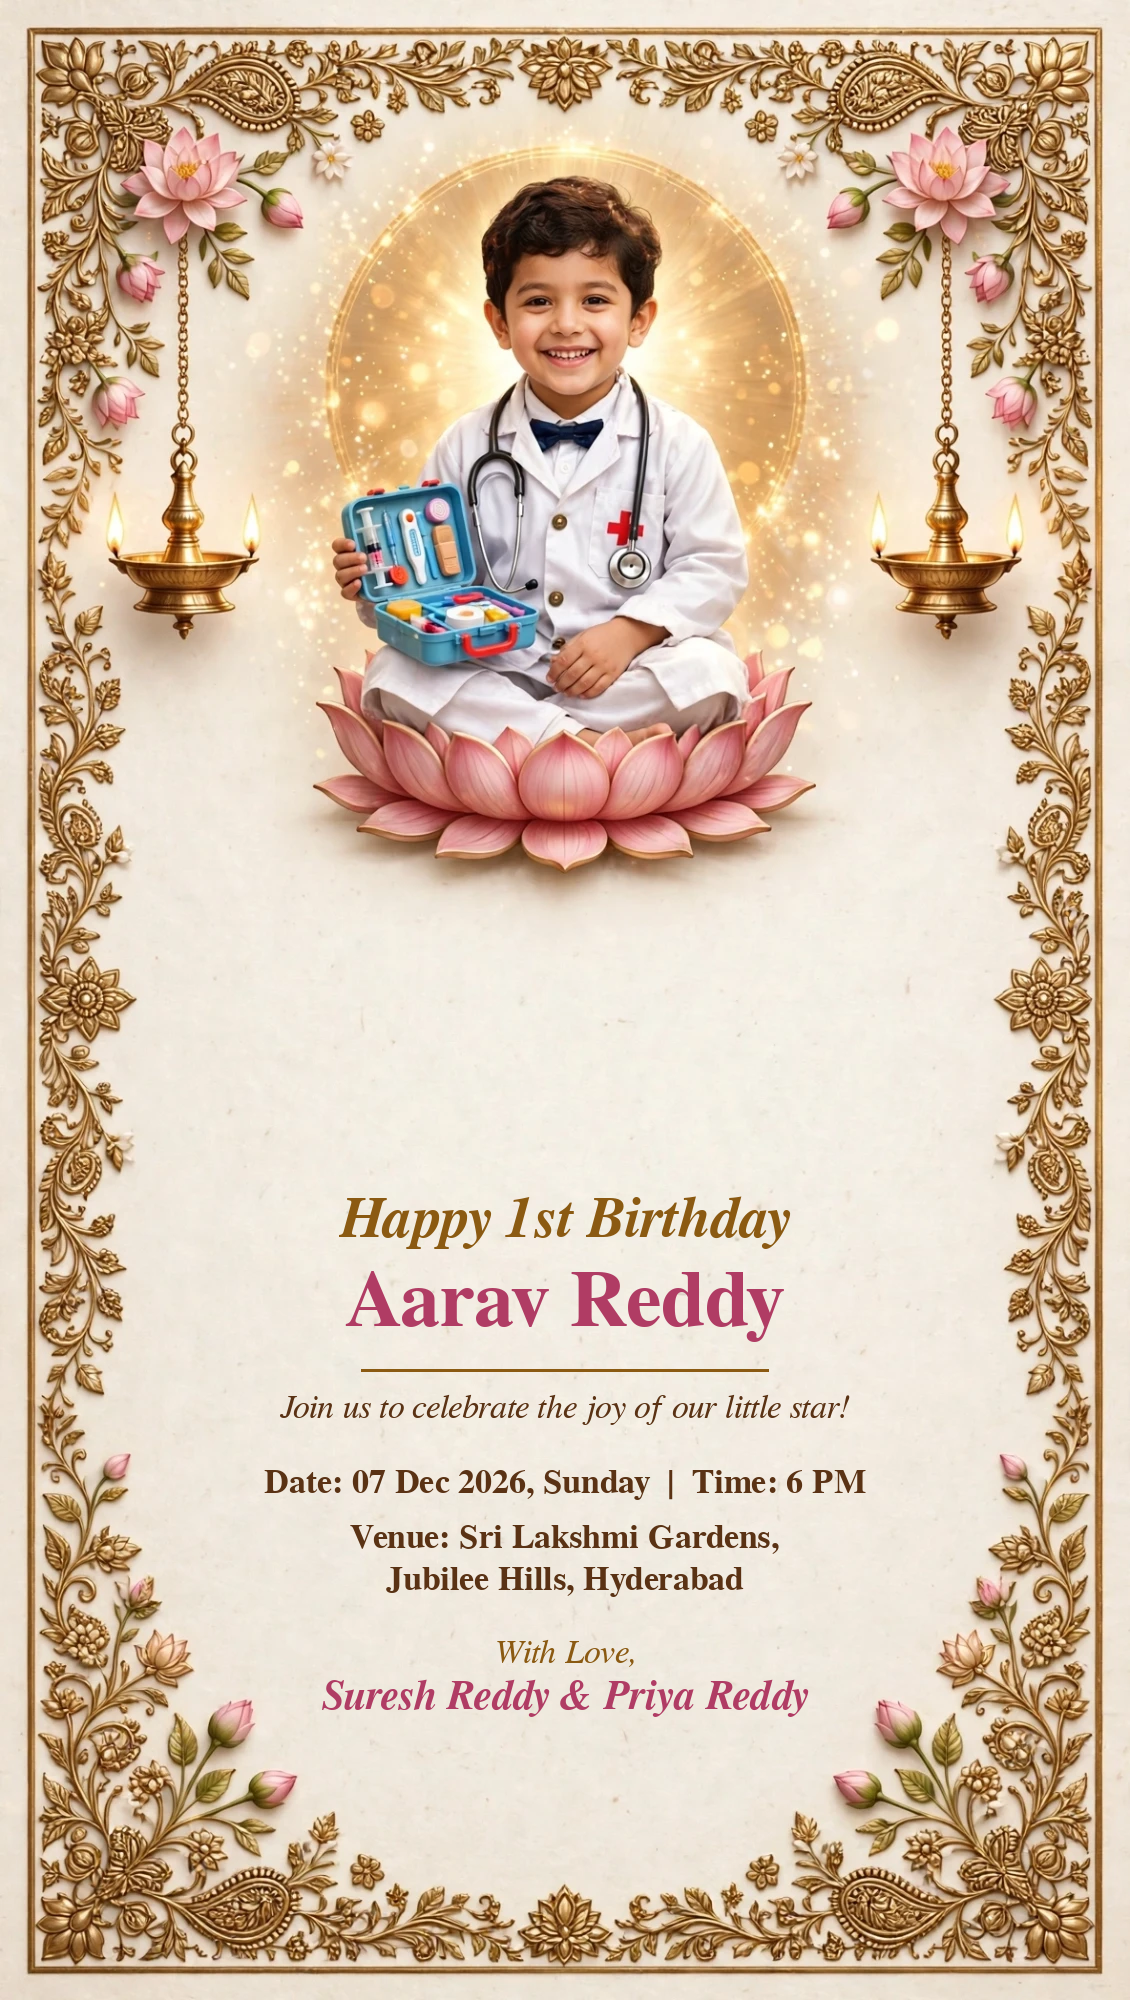 Happy 1st Birthday
Aarav Reddy
Join us to celebrate the joy of our little star!
Date: 07 Dec 2026, Sunday | Time: 6 PM
Venue: Sri Lakshmi Gardens,
Jubilee Hills, Hyderabad
With Love,
Suresh Reddy & Priya Reddy